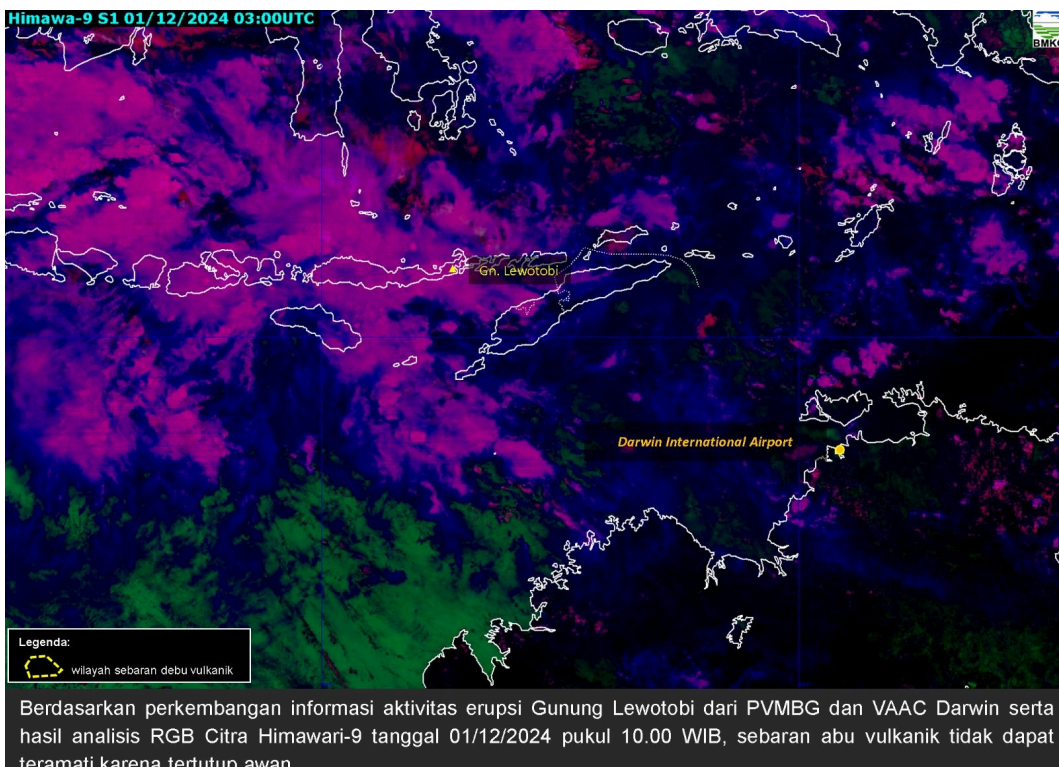 Himawa-9 S1 01/12/2024 03:00UTC
BMKG
Gn. Lewotobi
Darwin International Airport
Legenda:
wilayah sebaran debu vulkanik
Berdasarkan perkembangan informasi aktivitas erupsi Gunung Lewotobi dari PVMBG dan VAAC Darwin serta
hasil analisis RGB Citra Himawari-9 tanggal 01/12/2024 pukul 10.00 WIB, sebaran abu vulkanik tidak dapat
teramati karena tertutup awan